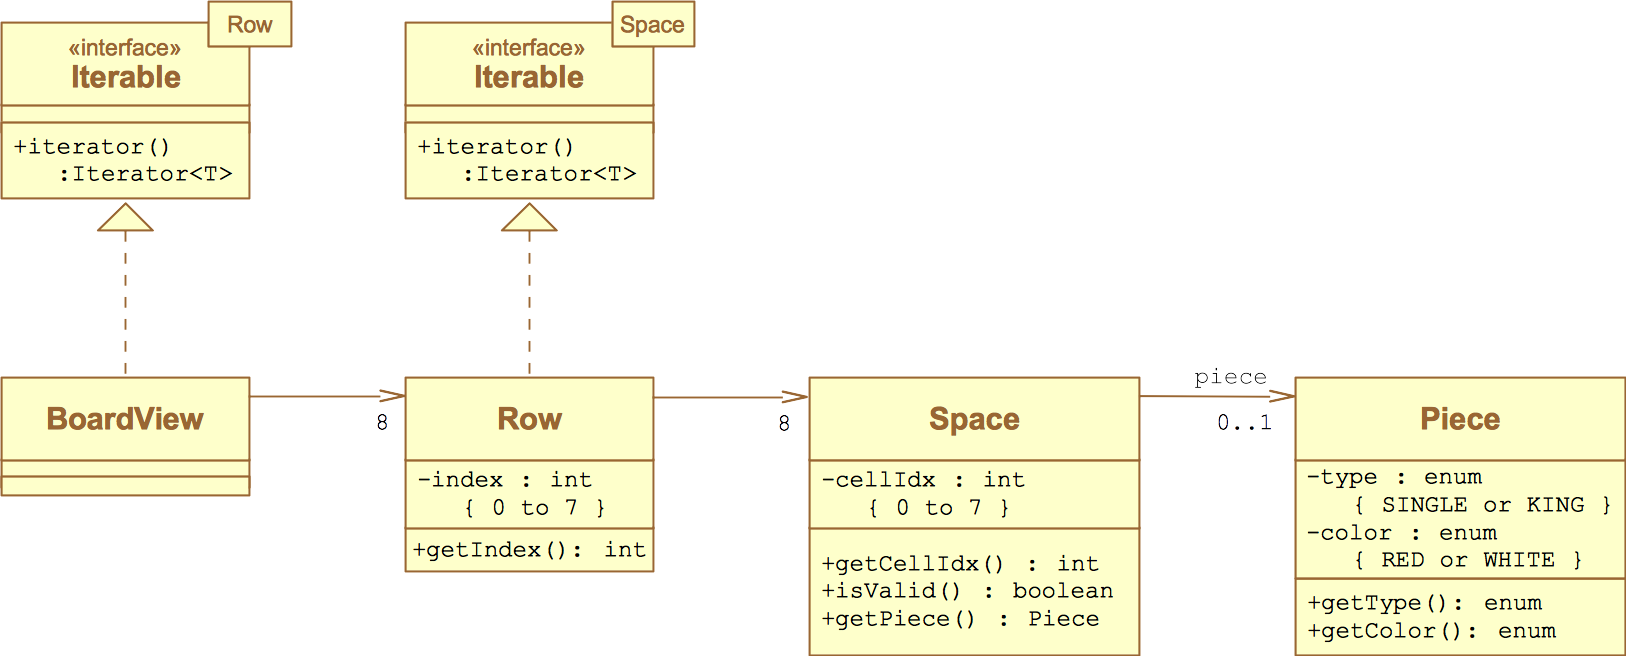 Row
«interface»
Iterable
+iterator()
:Iterator<T>
Space
«interface»
Iterable
+iterator()
:Iterator<T>
BoardView
8
Row
-index : int
{ 0 to 7 }
+getIndex(): int
8
Space
-cellIdx : int
{ 0 to 7 }
+getCellIdx() : int
+isValid() : boolean
+getPiece() : Piece
piece
0..1
Piece
-type : enum
{ SINGLE or KING }
-color : enum
{ RED or WHITE }
+getType(): enum
+getColor(): enum